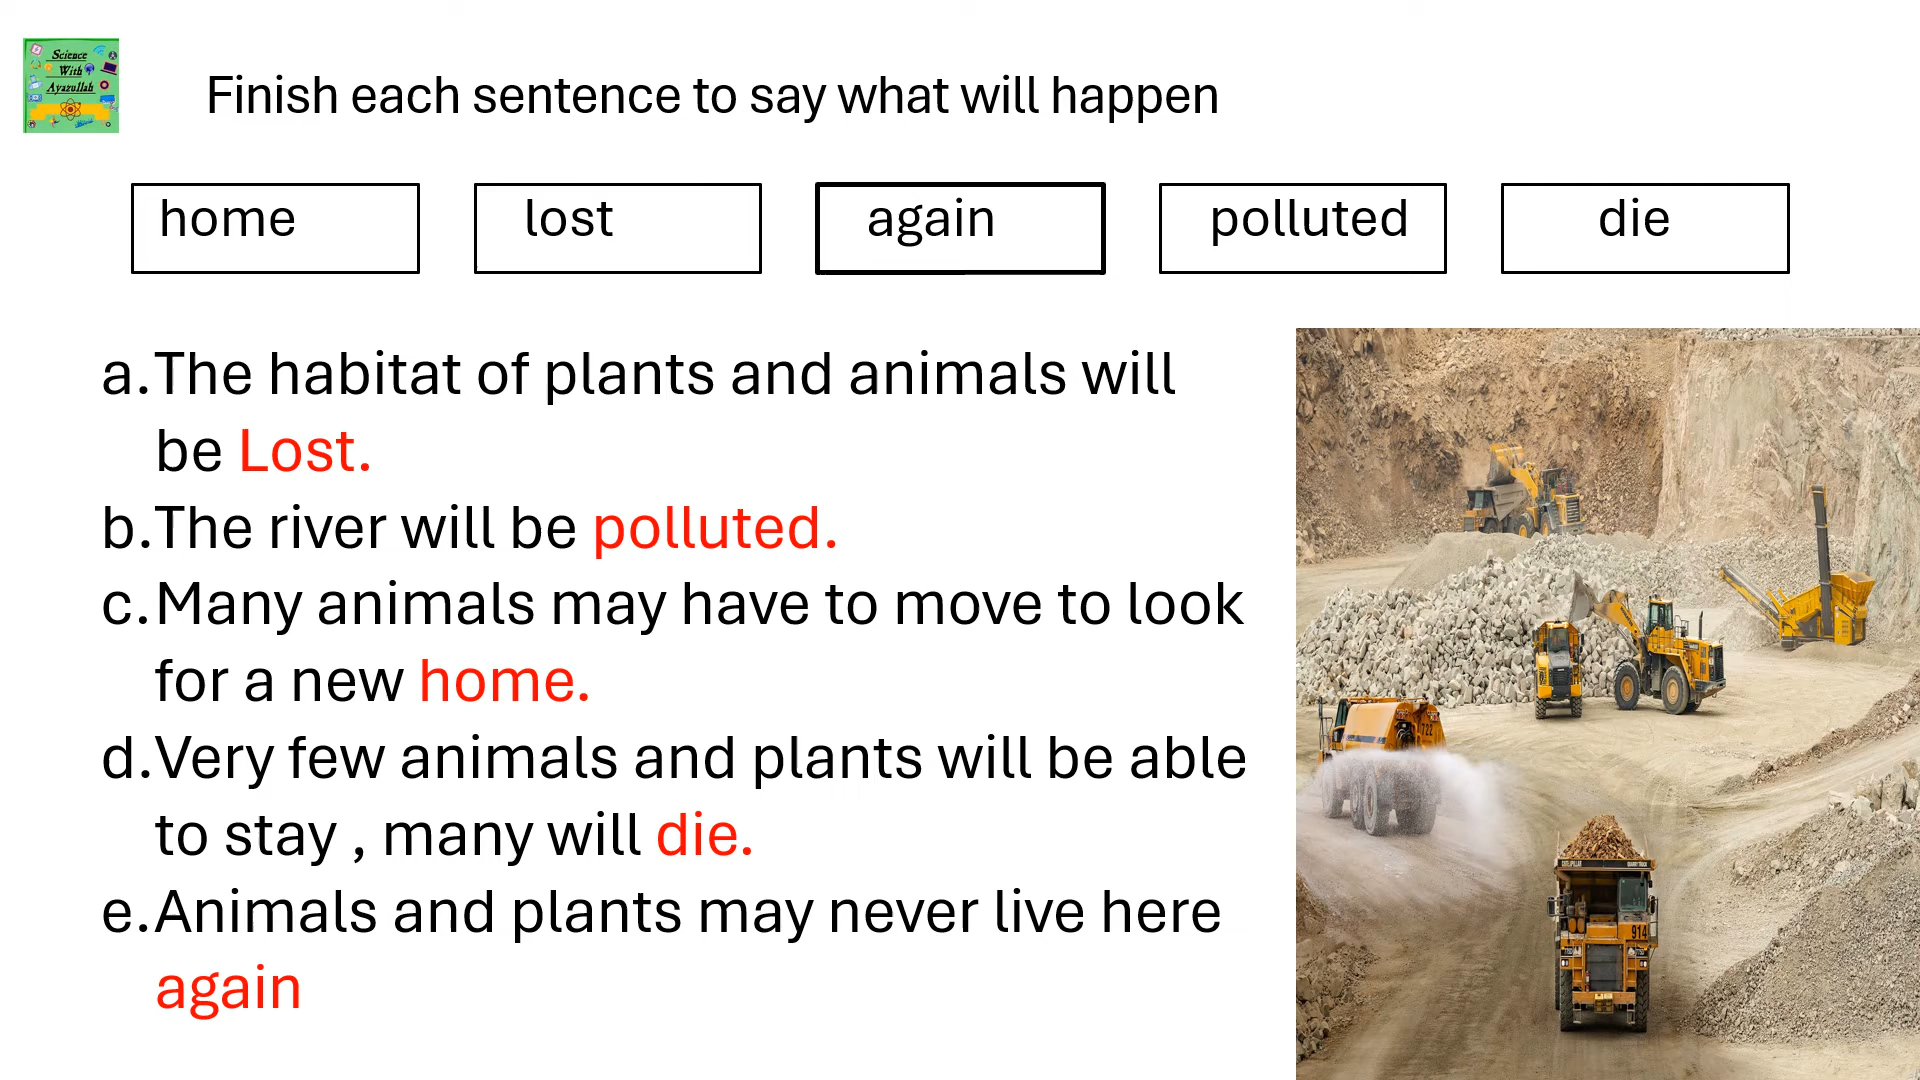 Science
With
Ayazullah
Finish each sentence to say what will happen
home lost again polluted die
a.The habitat of plants and animals will
be Lost.
b.The river will be polluted.
c.Many animals may have to move to look
for a new home.
d.Very few animals and plants will be able
to stay , many will die.
e.Animals and plants may never live here
again
722
914